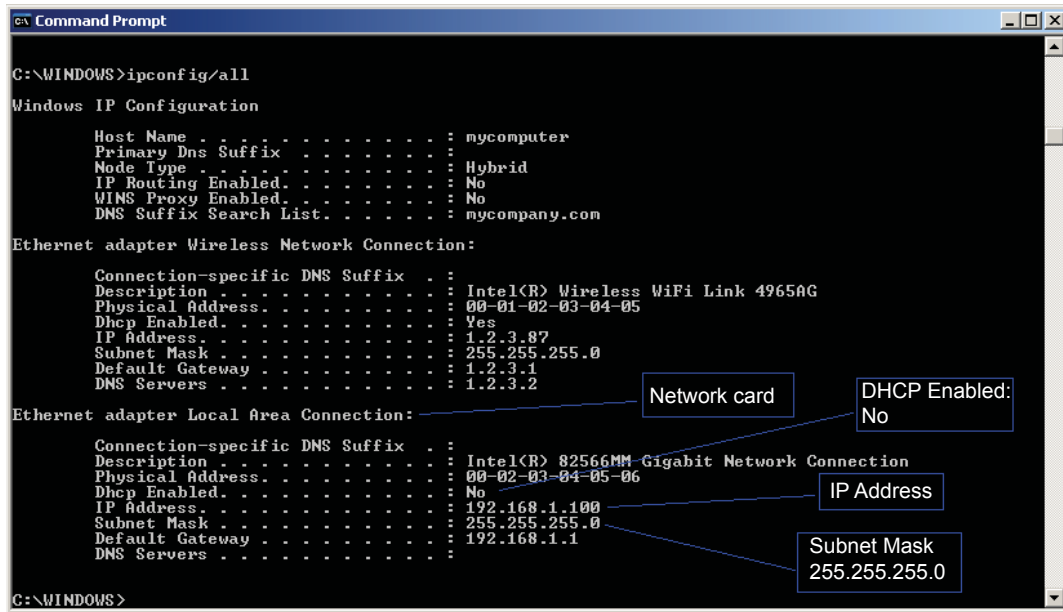 Command Prompt
C:\WINDOWS>ipconfig/all
Windows IP Configuration
Host Name . . . . . . . . . . . . : mycomputer
Primary Dns Suffix . . . . . . . :
Node Type . . . . . . . . . . . . : Hybrid
IP Routing Enabled. . . . . . . . : No
WINS Proxy Enabled. . . . . . . . : No
DNS Suffix Search List. . . . . . : mycompany.com
Ethernet adapter Wireless Network Connection:
Connection-specific DNS Suffix . :
Description . . . . . . . . . . . : Intel(R) Wireless WiFi Link 4965AG
Physical Address. . . . . . . . . : 00-01-02-03-04-05
Dhcp Enabled. . . . . . . . . . . : Yes
IP Address. . . . . . . . . . . . : 1.2.3.87
Subnet Mask . . . . . . . . . . . : 255.255.255.0
Default Gateway . . . . . . . . . : 1.2.3.1
DNS Servers . . . . . . . . . . . : 1.2.3.2
Network card
DHCP Enabled:
No
Ethernet adapter Local Area Connection:
Connection-specific DNS Suffix . :
Description . . . . . . . . . . . : Intel(R) 82566MM Gigabit Network Connection
Physical Address. . . . . . . . . : 00-02-03-04-05-06
Dhcp Enabled. . . . . . . . . . . : No
IP Address. . . . . . . . . . . . : 192.168.1.100
Subnet Mask . . . . . . . . . . . : 255.255.255.0
Default Gateway . . . . . . . . . : 192.168.1.1
DNS Servers . . . . . . . . . . . :
IP Address
Subnet Mask
255.255.255.0
C:\WINDOWS>